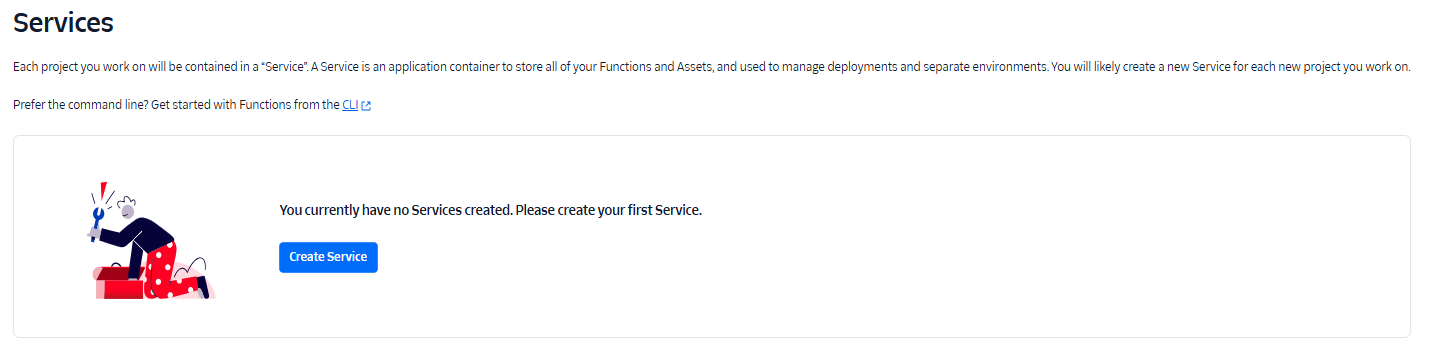 Services
Each project you work on will be contained in a “Service”. A Service is an application container to store all of your Functions and Assets, and used to manage deployments and separate environments. You will likely create a new Service for each new project you work on.
Prefer the command line? Get started with Functions from the CLI
You currently have no Services created. Please create your first Service.
Create Service